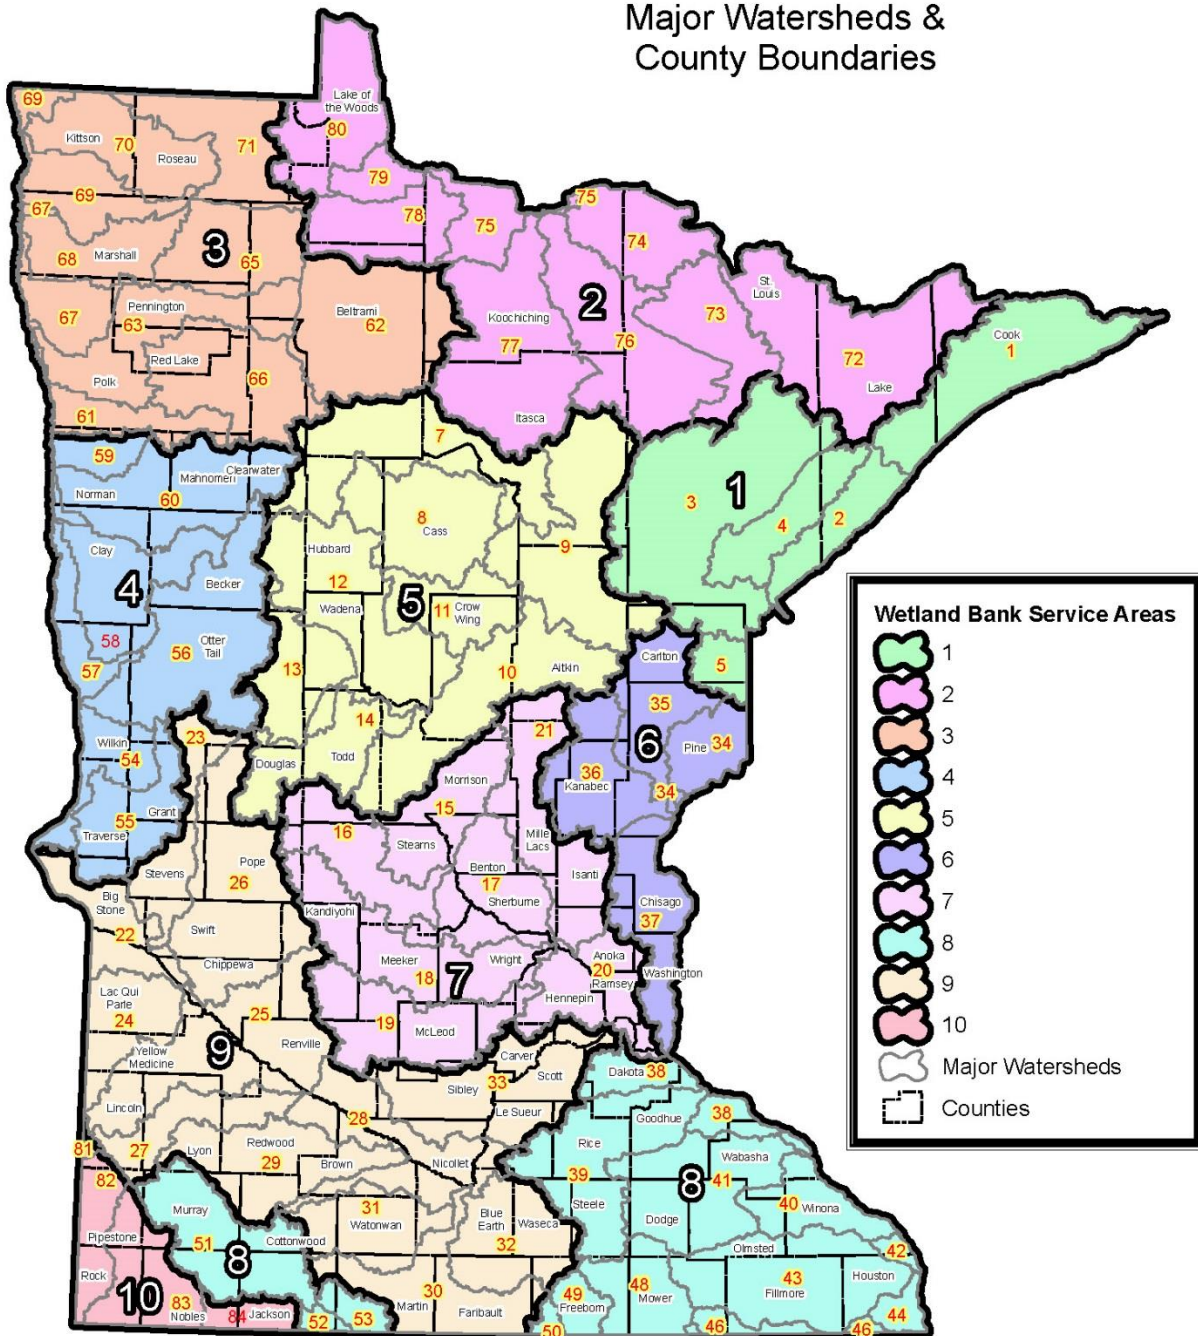 Major Watersheds &
County Boundaries
Lake of
the Woods
69
80
Kittson
70
71
Roseau
79
69
67
78
75
75
74
68
Marshall
3
65
St.
Louis
Pennington
67
63
Beltrami
62
Koochiching
2
73
Red Lake
77
76
Cook
1
72
Polk
66
Lake
61
Itasca
59
7
Mahnomen
Clearwater
Norman
60
1
3
8
Cass
4
2
Clay
Hubbard
9
4
Becker
12
5
Wadena
11
Crow
Wing
58
56
Otter
Tail
57
13
10
Aitkin
Carlton
5
35
14
21
Wilkin
23
6
Pine
34
54
Douglas
Todd
Morrison
36
Kanabec
34
55
Grant
15
Traverse
16
Stearns
Mille
Lacs
Stevens
Pope
26
Benton
Isanti
17
Big
Stone
Kandiyohi
Sherburne
Chisago
37
22
Swift
Chippewa
Meeker
Wright
Anoka
18
7
20
Washington
Ramsey
Lac Qui
Parle
24
Hennepin
25
19
McLeod
9
Renville
Yellow
Medicine
Carver
Scott
Dakota
38
Sibley
33
Lincoln
28
Le Sueur
Goodhue
38
81
27
Lyon
Redwood
29
Brown
Nicollet
Rice
Wabasha
82
39
8
41
Murray
31
Watonwan
Blue
Earth
Waseca
Steele
Dodge
40
Winona
Pipestone
51
8
Cottonwood
32
Olmsted
42
Rock
10
83
Nobles
84
Jackson
52
53
Martin
30
Faribault
49
Freeborn
50
48
Mower
43
Fillmore
Houston
44
46
46
Wetland Bank Service Areas
1
2
3
4
5
6
7
8
9
10
Major Watersheds
Counties